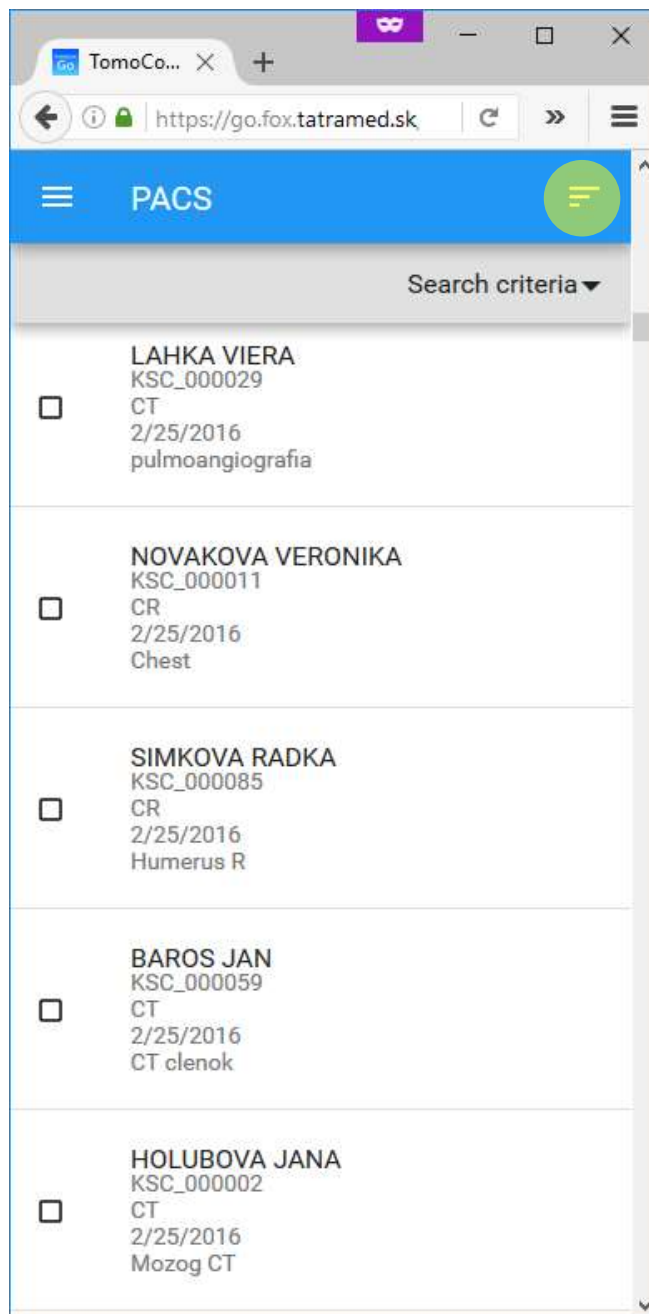 Go TomoCo...
https://go.fox.tatramed.sk
PACS
Search criteria
LAHKA VIERA
KSC_000029
CT
2/25/2016
pulmoangiografia
NOVAKOVA VERONIKA
KSC_000011
CR
2/25/2016
Chest
SIMKOVA RADKA
KSC_000085
CR
2/25/2016
Humerus R
BAROS JAN
KSC_000059
CT
2/25/2016
CT clenok
HOLUBOVA JANA
KSC_000002
CT
2/25/2016
Mozog CT